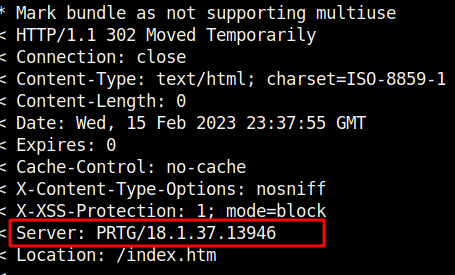 * Mark bundle as not supporting multiuse
< HTTP/1.1 302 Moved Temporarily
< Connection: close
< Content-Type: text/html; charset=ISO-8859-1
< Content-Length: 0
< Date: Wed, 15 Feb 2023 23:37:55 GMT
< Expires: 0
< Cache-Control: no-cache
< X-Content-Type-Options: nosniff
< X-XSS-Protection: 1; mode=block
< Server: PRTG/18.1.37.13946
< Location: /index.htm
<